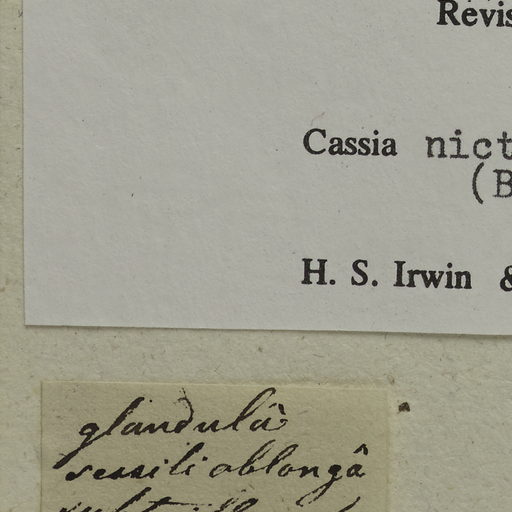 Revis
Cassia nict
(B
H. S. Irwin &
glandulâ
sessili oblongâ